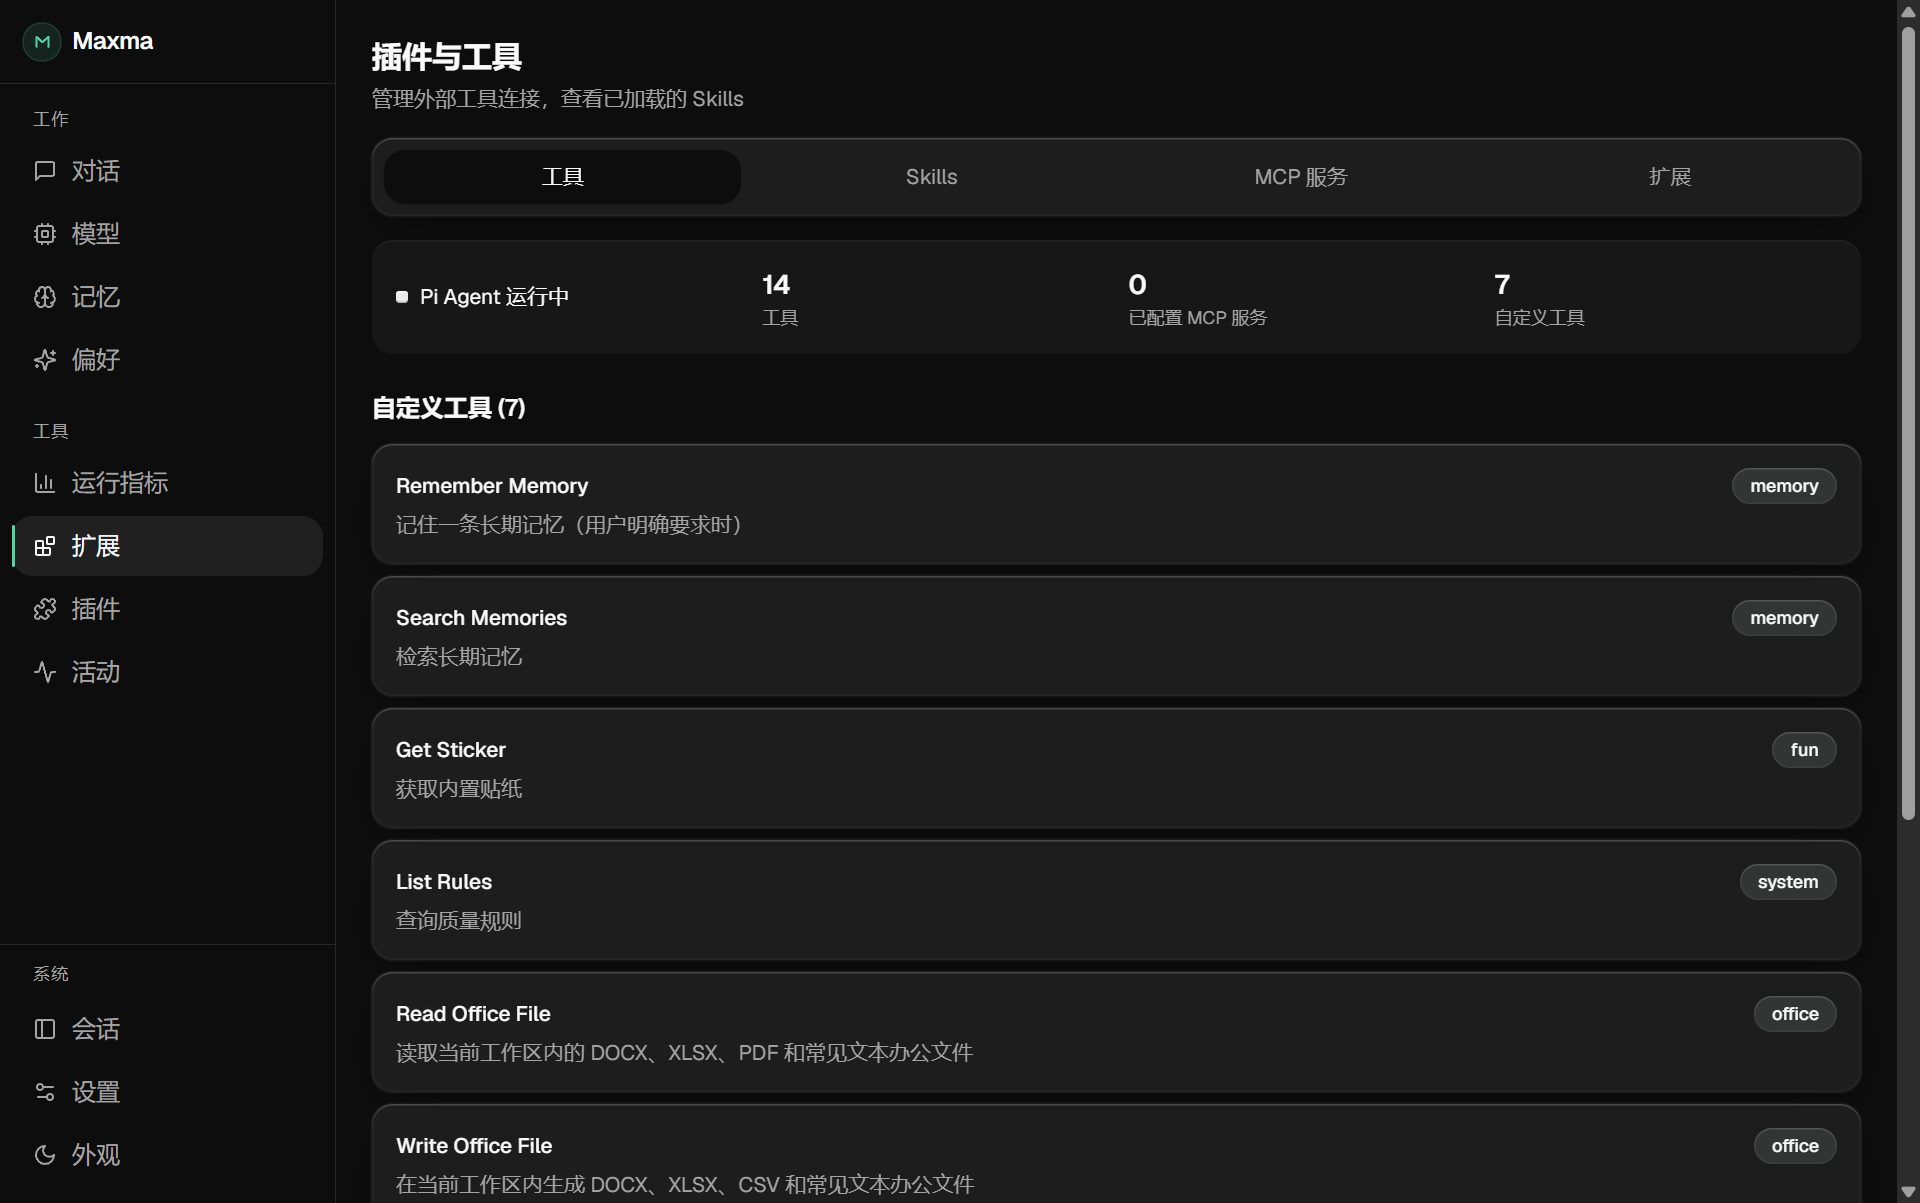 Maxma
工作
对话
模型
记忆
偏好
工具
运行指标
扩展
插件
活动
系统
会话
设置
外观
插件与工具
管理外部工具连接，查看已加载的 Skills
工具
Skills
MCP 服务
扩展
Pi Agent 运行中
14
工具
0
已配置 MCP 服务
7
自定义工具
自定义工具 (7)
Remember Memory
memory
记住一条长期记忆（用户明确要求时）
Search Memories
memory
检索长期记忆
Get Sticker
fun
获取内置贴纸
List Rules
system
查询质量规则
Read Office File
office
读取当前工作区内的 DOCX、XLSX、PDF 和常见文本办公文件
Write Office File
office
在当前工作区内生成 DOCX、XLSX、CSV 和常见文本办公文件